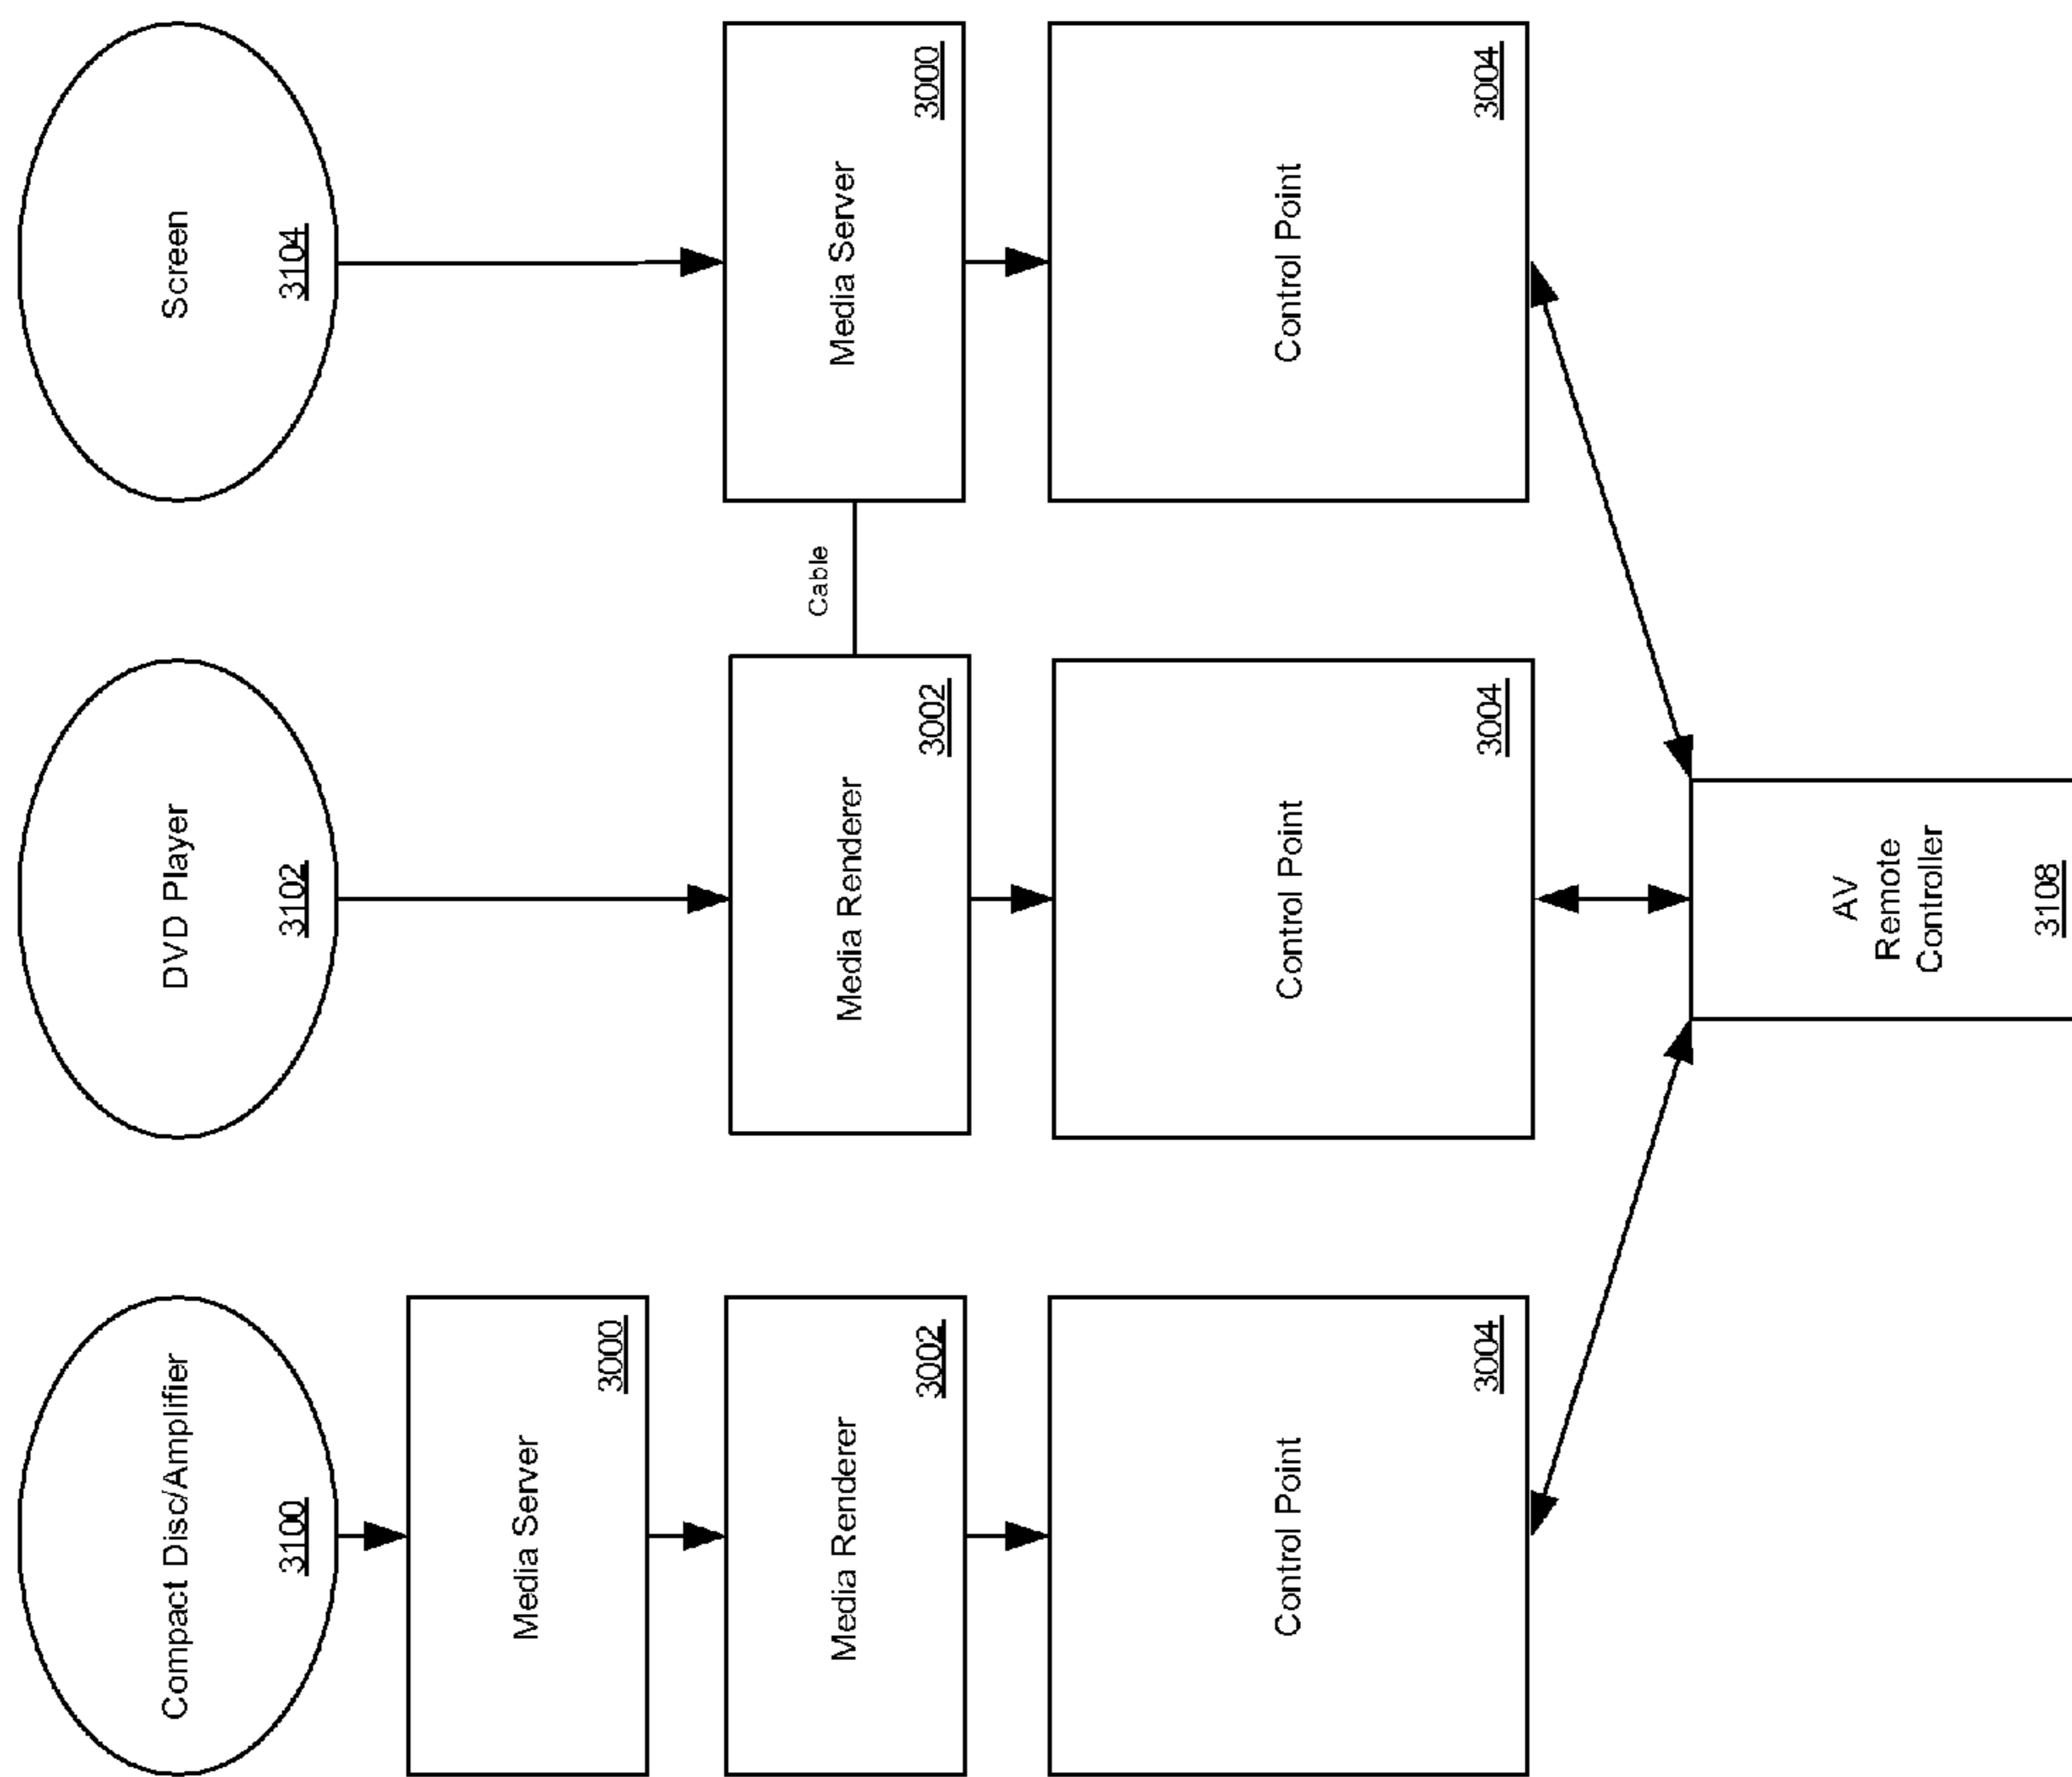 Compact Disc/Amplifier
3100
Media Server
3000
Media Renderer
3002
Control Point
3004
DVD Player
3102
Media Renderer
3002
Cable
Control Point
3004
AV
Remote
Controller
3108
Screen
3104
Media Server
3000
Control Point
3004